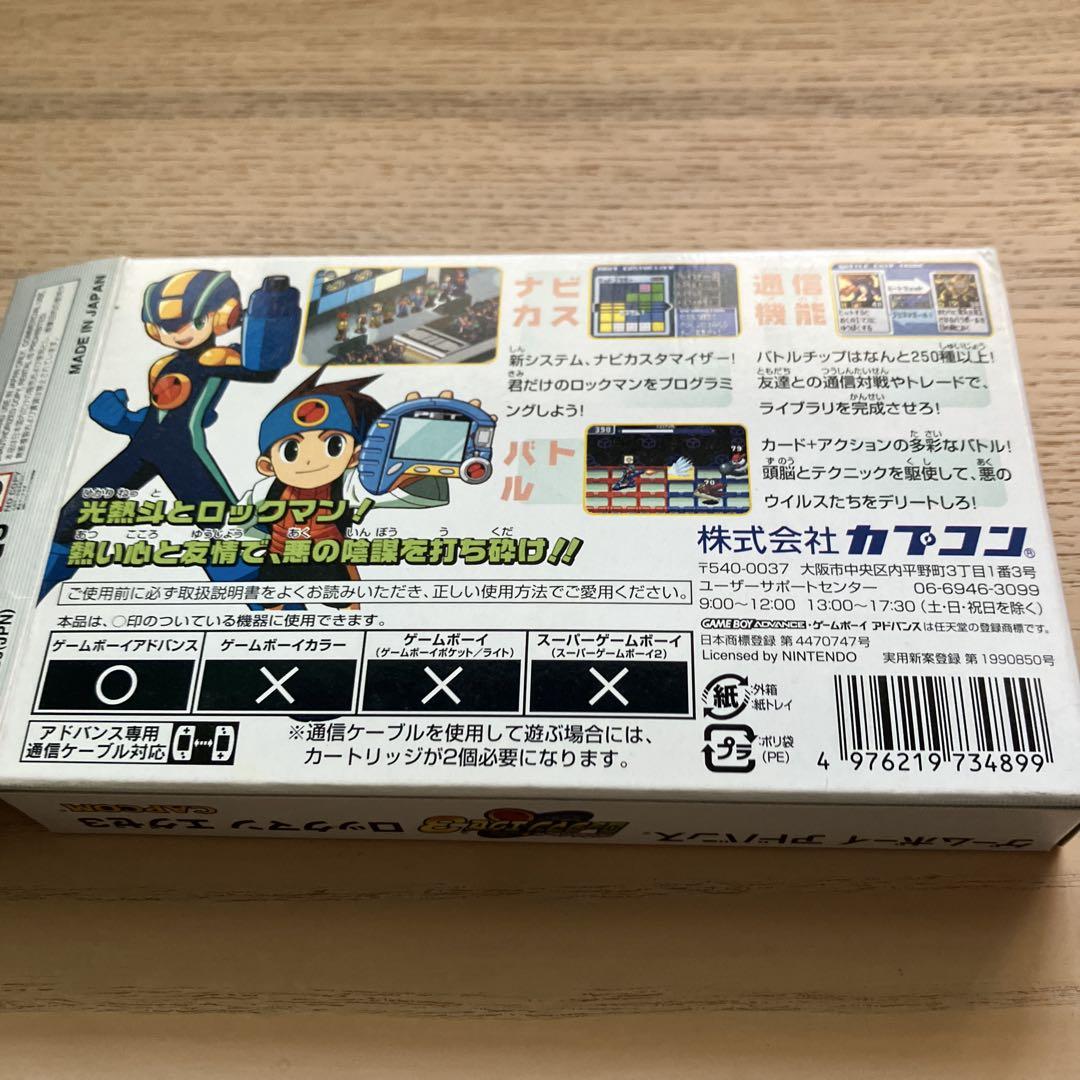 MADE IN JAPAN
ナビ
カス
新システム、ナビカスタマイザー!
君だけのロックマンをプログラミ
ングしよう!
通信
機能
バトルチップはなんと250種以上!
友達との通信対戦やトレードで、
ライブラリを完成させろ!
バト
ル
カード+アクションの多彩なバトル!
頭脳とテクニックを駆使して、悪の
ウイルスたちをデリートしろ!
光熱斗とロックマン!
熱い心と友情で、悪の陰謀を打ち砕け!!
株式会社 カプコン®
〒540-0037 大阪市中央区内平野町3丁目1番3号
ユーザーサポートセンター 06-6946-3099
9:00~12:00 13:00~17:30 (土・日・祝日を除く)
GAME BOY ADVANCE・ゲームボーイ アドバンスは任天堂の登録商標です。
日本商標登録 第4470747号
Licensed by NINTENDO 実用新案登録 第1990850号
ご使用前に必ず取扱説明書をよくお読みいただき、正しい使用方法でご愛用ください。
本品は、○印のついている機器に使用できます。
ゲームボーイアドバンス ゲームボーイカラー ゲームボーイ スーパーゲームボーイ
(ゲームボーイポケット/ライト) (スーパーゲームボーイ2)
○ × × ×
アドバンス専用
通信ケーブル対応
※通信ケーブルを使用して遊ぶ場合には、
カートリッジが2個必要になります。
紙 :外箱
:紙トレイ
プラ :ポリ袋
(PE)
4 976219 734899
ゲームボーイ アドバンス ロックマン エグゼ3
CAPCOM